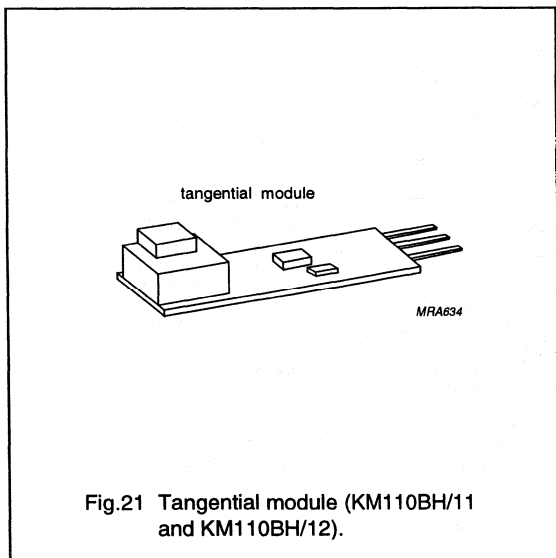 tangential module
MRA634
Fig.21 Tangential module (KM110BH/11
and KM110BH/12).